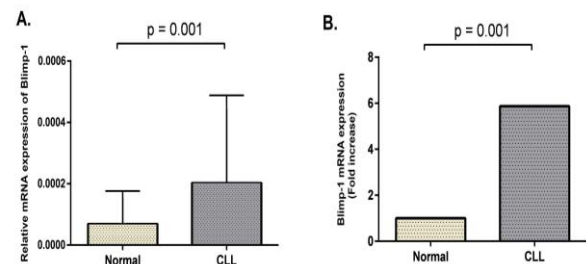 A.
p = 0.001
Relative mRNA expression of Blimp-1
0.0006
0.0004
0.0002
0.0000
Normal
CLL
B.
p = 0.001
Blimp-1 mRNA expression
(Fold increase)
8
6
4
2
0
Normal
CLL